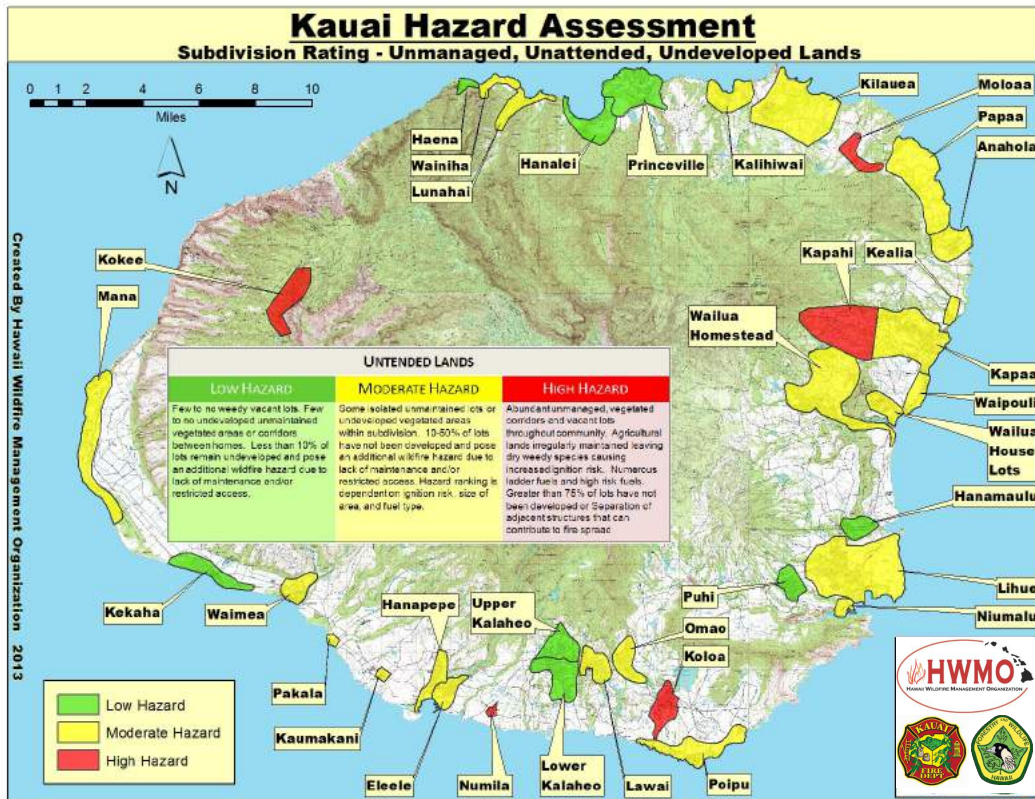 Kauai Hazard Assessment
Subdivision Rating - Unmanaged, Unattended, Undeveloped Lands
0 2 4 6 8 10
Miles
N
Haena
Wainiha
Lunahai
Hanalei
Princeville
Kalihiwai
Kilauea
Moloaa
Papaa
Anahola
Kokee
Mana
Kapahi
Kealia
Wailua
Homestead
Kapaa
Waipouli
Wailua
House
Lots
Hanamaulu
Lihue
Niumalu
Puhi
UNTENDED LANDS
LOW HAZARD
Few to no weedy vacant lots. Few
to no undeveloped unmaintained
vegetated areas or corridors
between homes. Less than 10% of
lots remain undeveloped and pose
an additional wildfire hazard due to
lack of maintenance and/or
restricted access.
MODERATE HAZARD
Some isolated unmaintained lots or
undeveloped vegetated areas
within subdivision. 10-50% of lots
have not been developed and pose
an additional wildfire hazard due to
lack of maintenance and/or
restricted access. Hazard ranking is
dependent on ignition risk, size of
area, and fuel type.
HIGH HAZARD
Abundant unmanaged, vegetated
corridors and vacant lots
throughout community. Agricultural
lands irregularly maintained leaving
dry weedy species causing
increased ignition risk. Numerous
ladder fuels and high risk fuels.
Greater than 75% of lots have not
been developed or Separation of
adjacent structures that can
contribute to fire spread
Kekaha
Waimea
Hanapepe
Upper
Kalaheo
Omao
Koloa
Pakala
Kaumakani
Eleele
Numila
Lower
Kalaheo
Lawai
Poipu
Low Hazard
Moderate Hazard
High Hazard
Created By Hawaii Wildfire Management Organization 2013
HWMO
HAWAII WILDFIRE MANAGEMENT ORGANIZATION
KAUAI
FIRE
DEPT
FORESTRY AND WILDLIFE
HAWAII